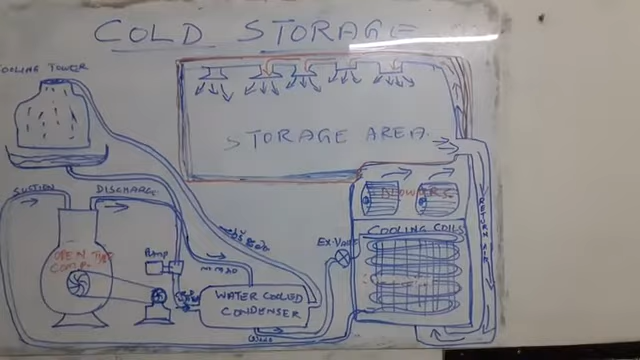 COLD STORAGE
COOLING TOWER
STORAGE AREA
SUCTION
DISCHARGE
BLOWARS
RETURN AIR
COOLING COILS
EX-VALVE
PUMP
OPEN TYPE
COMP.
WATER COOLED
CONDENSER